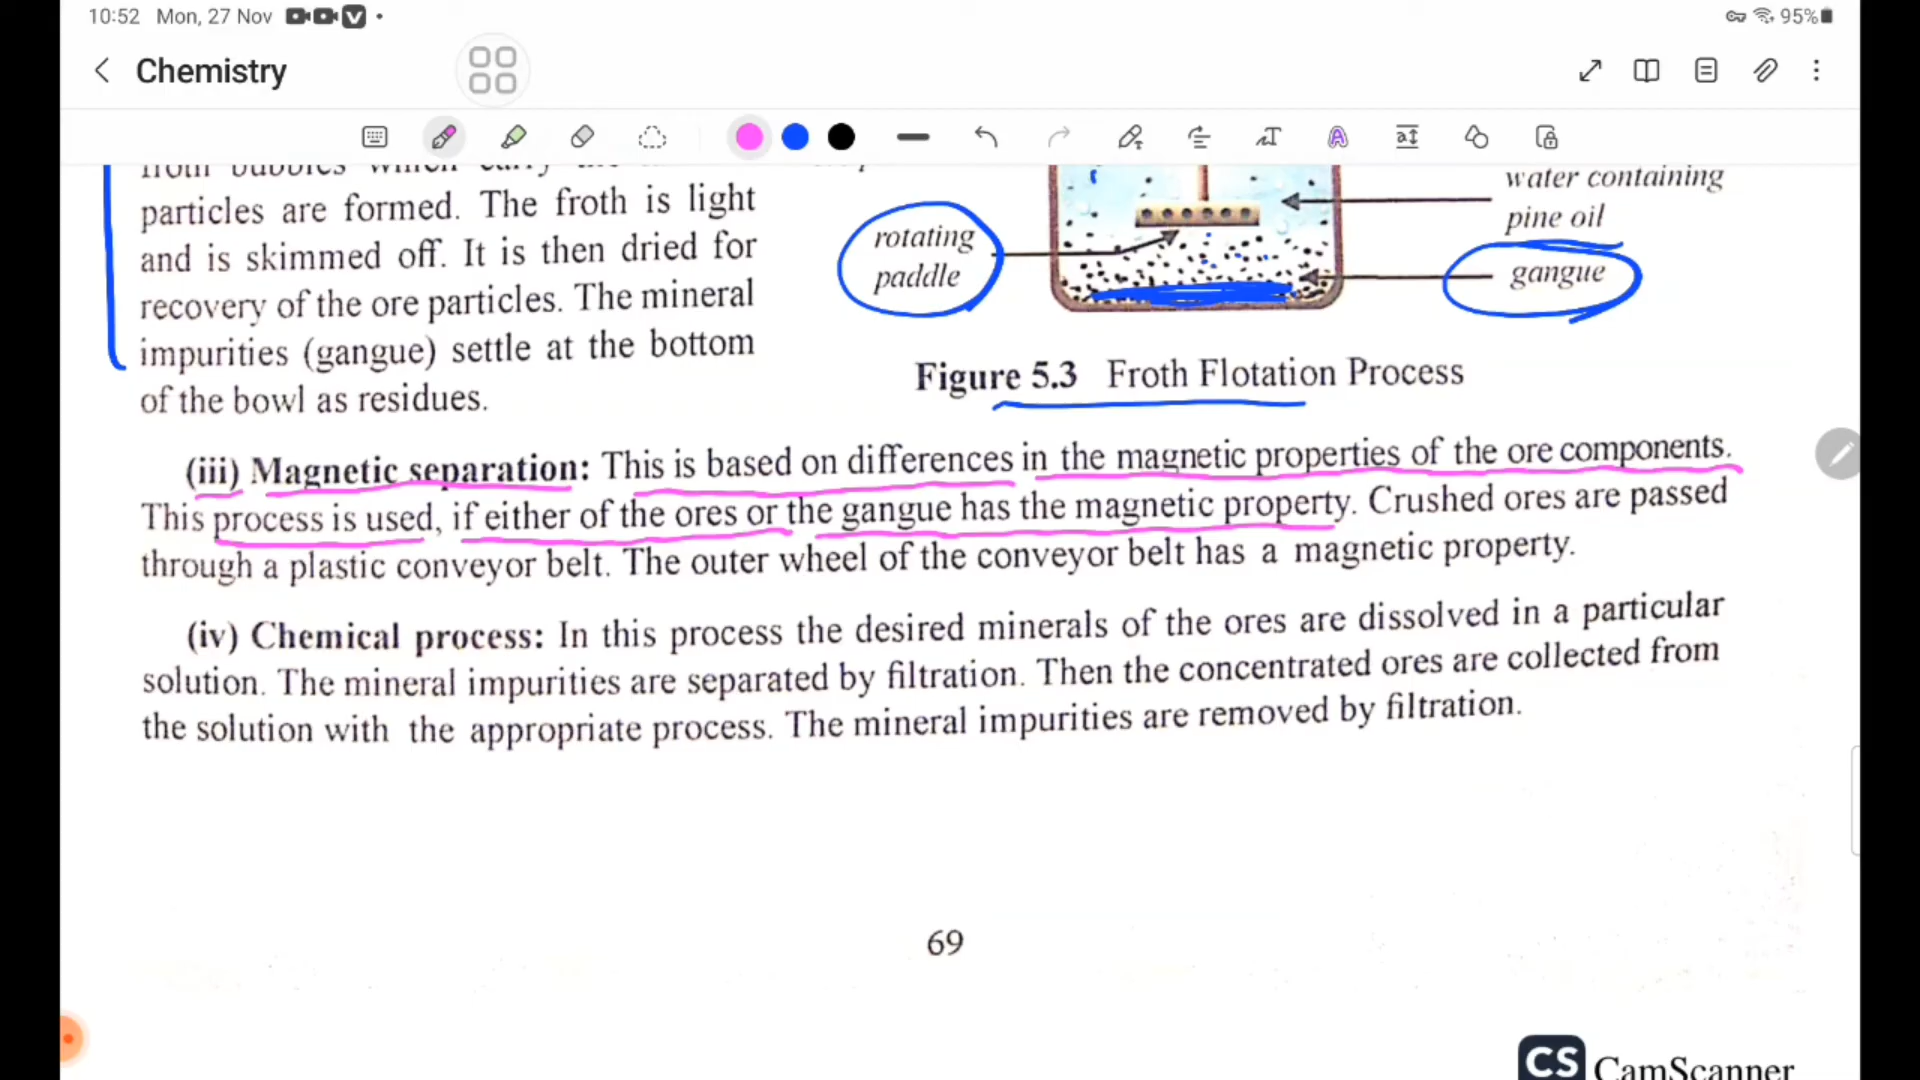 10:52 Mon, 27 Nov
95%
Chemistry
from bubbles which carry the
particles are formed. The froth is light
and is skimmed off. It is then dried for
recovery of the ore particles. The mineral
impurities (gangue) settle at the bottom
of the bowl as residues.
rotating
paddle
water containing
pine oil
gangue
Figure 5.3 Froth Flotation Process
(iii) Magnetic separation: This is based on differences in the magnetic properties of the ore components.
This process is used, if either of the ores or the gangue has the magnetic property. Crushed ores are passed
through a plastic conveyor belt. The outer wheel of the conveyor belt has a magnetic property.
(iv) Chemical process: In this process the desired minerals of the ores are dissolved in a particular
solution. The mineral impurities are separated by filtration. Then the concentrated ores are collected from
the solution with the appropriate process. The mineral impurities are removed by filtration.
69
CS CamScanner